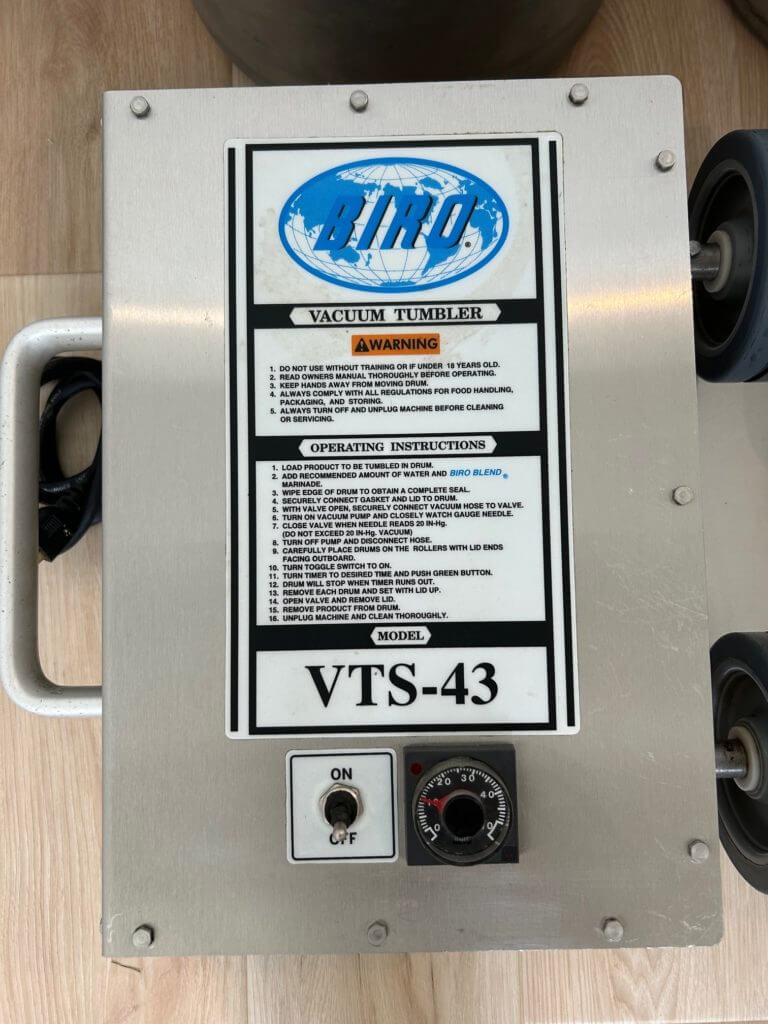 BIRO®
VACUUM TUMBLER
WARNING
1. DO NOT USE WITHOUT TRAINING OR IF UNDER 18 YEARS OLD.
2. READ OWNERS MANUAL THOROUGHLY BEFORE OPERATING.
3. KEEP HANDS AWAY FROM MOVING DRUM.
4. ALWAYS COMPLY WITH ALL REGULATIONS FOR FOOD HANDLING,
PACKAGING, AND STORING.
5. ALWAYS TURN OFF AND UNPLUG MACHINE BEFORE CLEANING
OR SERVICING.
OPERATING INSTRUCTIONS
1. LOAD PRODUCT TO BE TUMBLED IN DRUM.
2. ADD RECOMMENDED AMOUNT OF WATER AND BIRO BLEND®
MARINADE.
3. WIPE EDGE OF DRUM TO OBTAIN A COMPLETE SEAL.
4. SECURELY CONNECT GASKET AND LID TO DRUM.
5. WITH VALVE OPEN, SECURELY CONNECT VACUUM HOSE TO VALVE.
6. TURN ON VACUUM PUMP AND CLOSELY WATCH GAUGE NEEDLE.
7. CLOSE VALVE WHEN NEEDLE READS 20 IN-Hg.
(DO NOT EXCEED 20 IN-Hg. VACUUM)
8. TURN OFF PUMP AND DISCONNECT HOSE.
9. CAREFULLY PLACE DRUMS ON THE ROLLERS WITH LID ENDS
FACING OUTBOARD.
10. TURN TOGGLE SWITCH TO ON.
11. TURN TIMER TO DESIRED TIME AND PUSH GREEN BUTTON.
12. DRUM WILL STOP WHEN TIMER RUNS OUT.
13. REMOVE EACH DRUM AND SET WITH LID UP.
14. OPEN VALVE AND REMOVE LID.
15. REMOVE PRODUCT FROM DRUM.
16. UNPLUG MACHINE AND CLEAN THOROUGHLY.
MODEL
VTS-43
ON
OFF
0 20 30 40